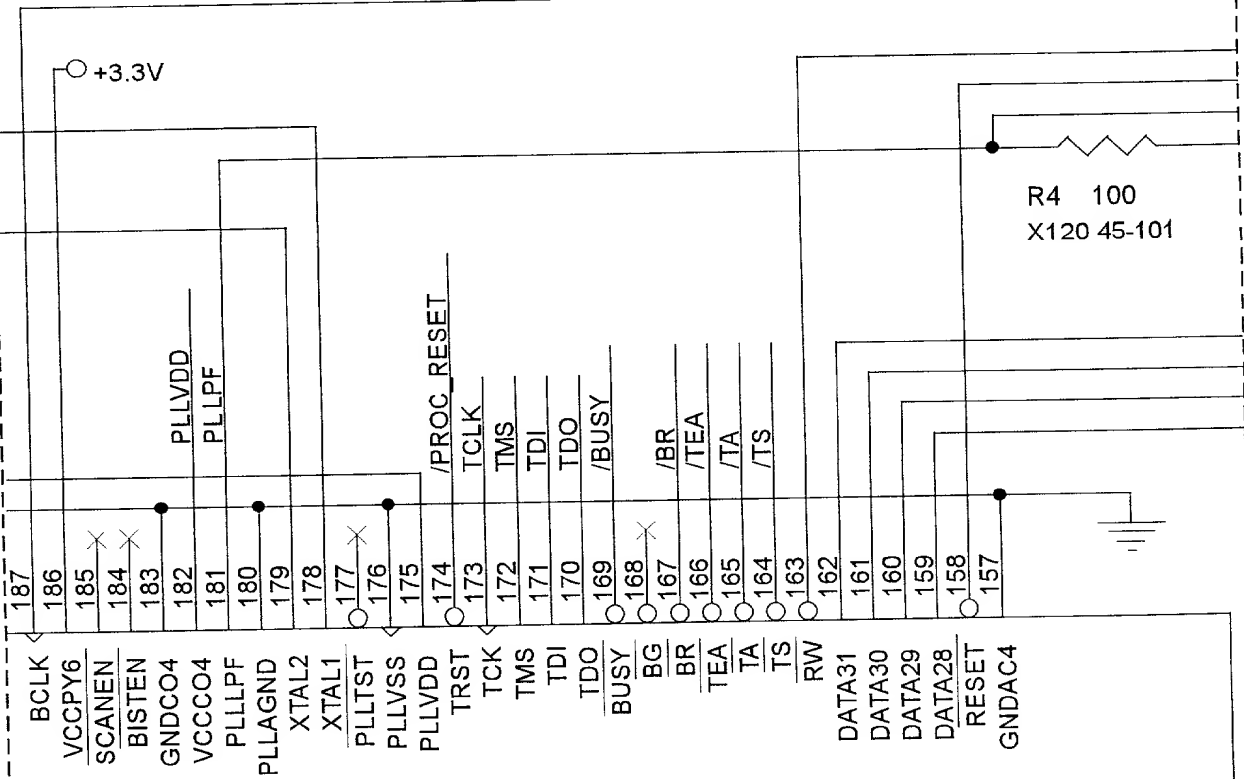 +3.3V
R4 100
X120 45-101
PLLVDD
PLLPF
/PROC_RESET
TCLK
TMS
TDI
TDO
/BUSY
/BR
/TEA
/TA
/TS
187
186
185
184
183
182
181
180
179
178
177
176
175
174
173
172
171
170
169
168
167
166
165
164
163
162
161
160
159
158
157
BCLK
VCCPY6
SCANEN
BISTEN
GNDCO4
VCCCO4
PLLLPF
PLLAGND
XTAL2
XTAL1
PLLTST
PLLVSS
PLLVDD
TRST
TCK
TMS
TDI
TDO
BUSY
BG
BR
TEA
TA
TS
RW
DATA31
DATA30
DATA29
DATA28
RESET
GNDAC4